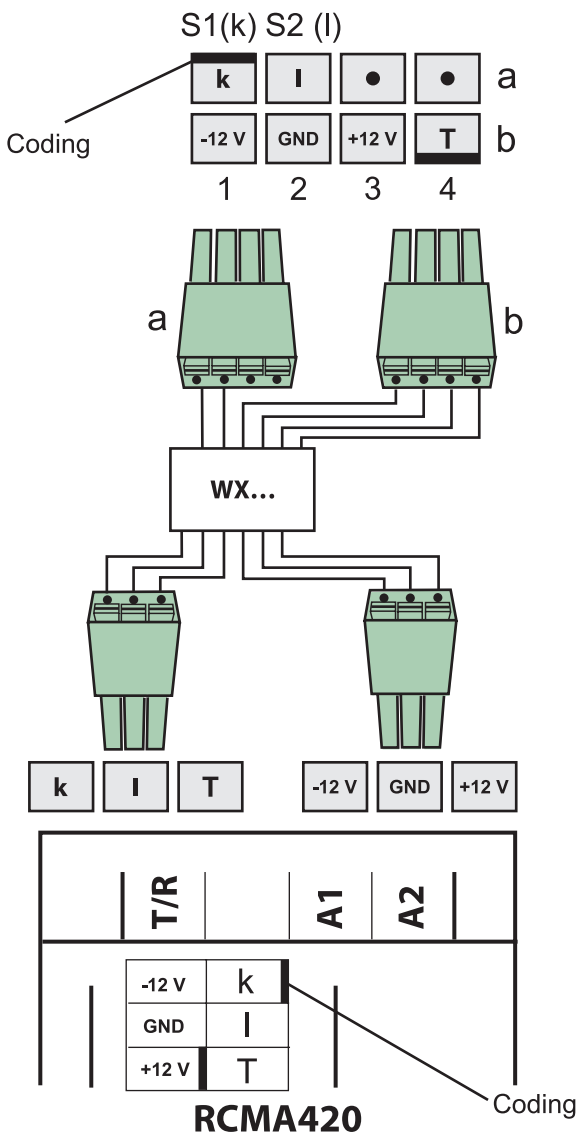 S1(k) S2 (l)
k l • • a
Coding
-12 V GND +12 V T b
1 2 3 4
a b
WX...
k l T -12 V GND +12 V
T/R A1 A2
-12 V k
GND l
+12 V T
Coding
RCMA420